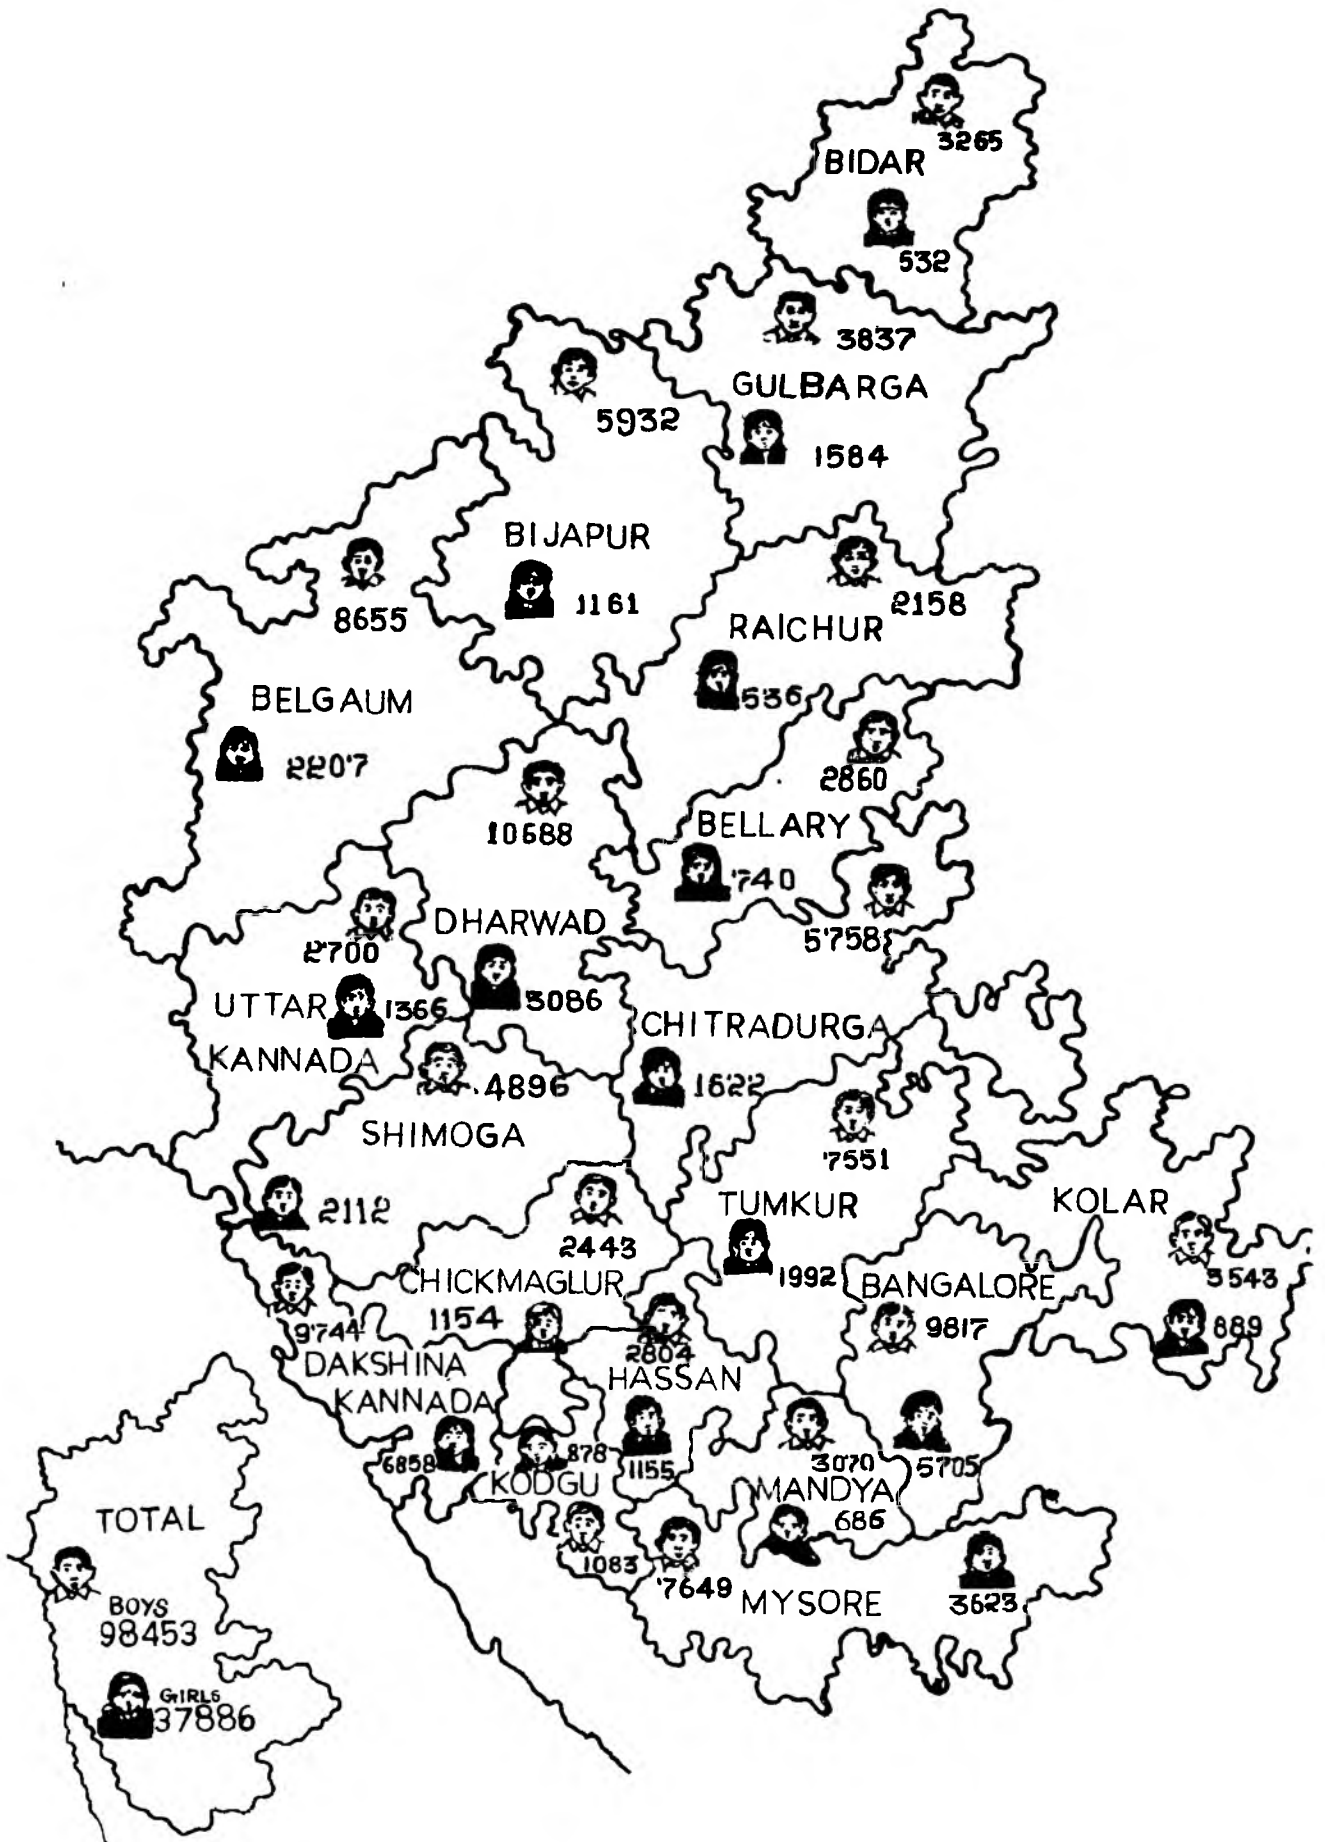 3265
BIDAR
532
3837
GULBARGA
1584
5932
BIJAPUR
1161
2158
RAICHUR
536
8655
BELGAUM
2207
2860
BELLARY
740
10688
DHARWAD
3086
2700
UTTAR
1366
KANNADA
5758
CHITRADURGA
1622
4896
SHIMOGA
2112
7551
TUMKUR
1992
KOLAR
3543
889
2443
CHICKMAGLUR
1154
BANGALORE
9817
5705
9744
DAKSHINA
KANNADA
6858
2804
HASSAN
1155
878
KODGU
1083
3070
MANDYA
686
7649
MYSORE
3623
TOTAL
BOYS
98453
GIRLS
37886